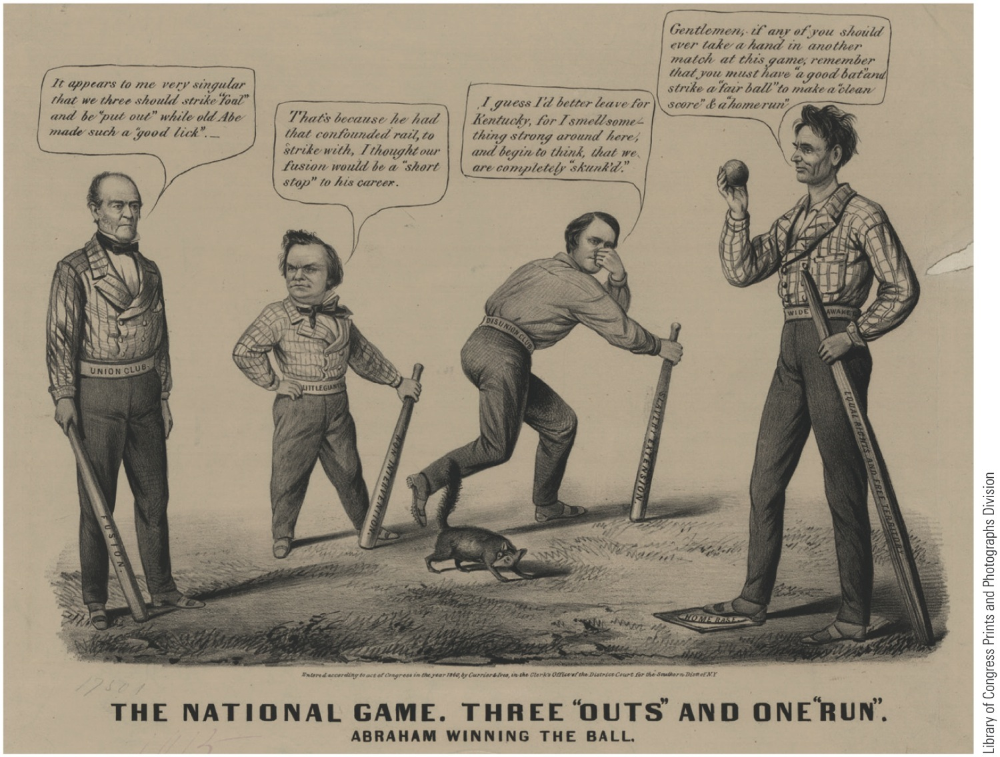 It appears to me very singular
that we three should strike "foul"
and be "put out" while old Abe
made such a "good lick".—
That's because he had
that confounded rail, to
strike with, I thought our
fusion would be a "short
stop" to his career.
I guess I'd better leave for
Kentucky, for I smell some-
thing strong around here,
and begin to think, that we
are completely "skunk'd."
Gentlemen, if any of you should
ever take a hand in another
match at this game, remember
that you must have "a good bat" and
strike a "fair ball" to make a "clean
score" & a "home run"
UNION CLUB.
LITTLE GIANT
DISUNION CLUB.
WIDE AWAKE
FUSION.
NON INTERVENTION.
SLAVERY EXTENSION.
EQUAL RIGHTS AND FREE TERRITORY.
HOME BASE.
Entered according to act of Congress in the year 1860, by Currier & Ives, in the Clerk's Office of the District Court for the Southern Dist. of N.Y
17501
THE NATIONAL GAME. THREE "OUTS" AND ONE "RUN".
ABRAHAM WINNING THE BALL.
Library of Congress Prints and Photographs Division